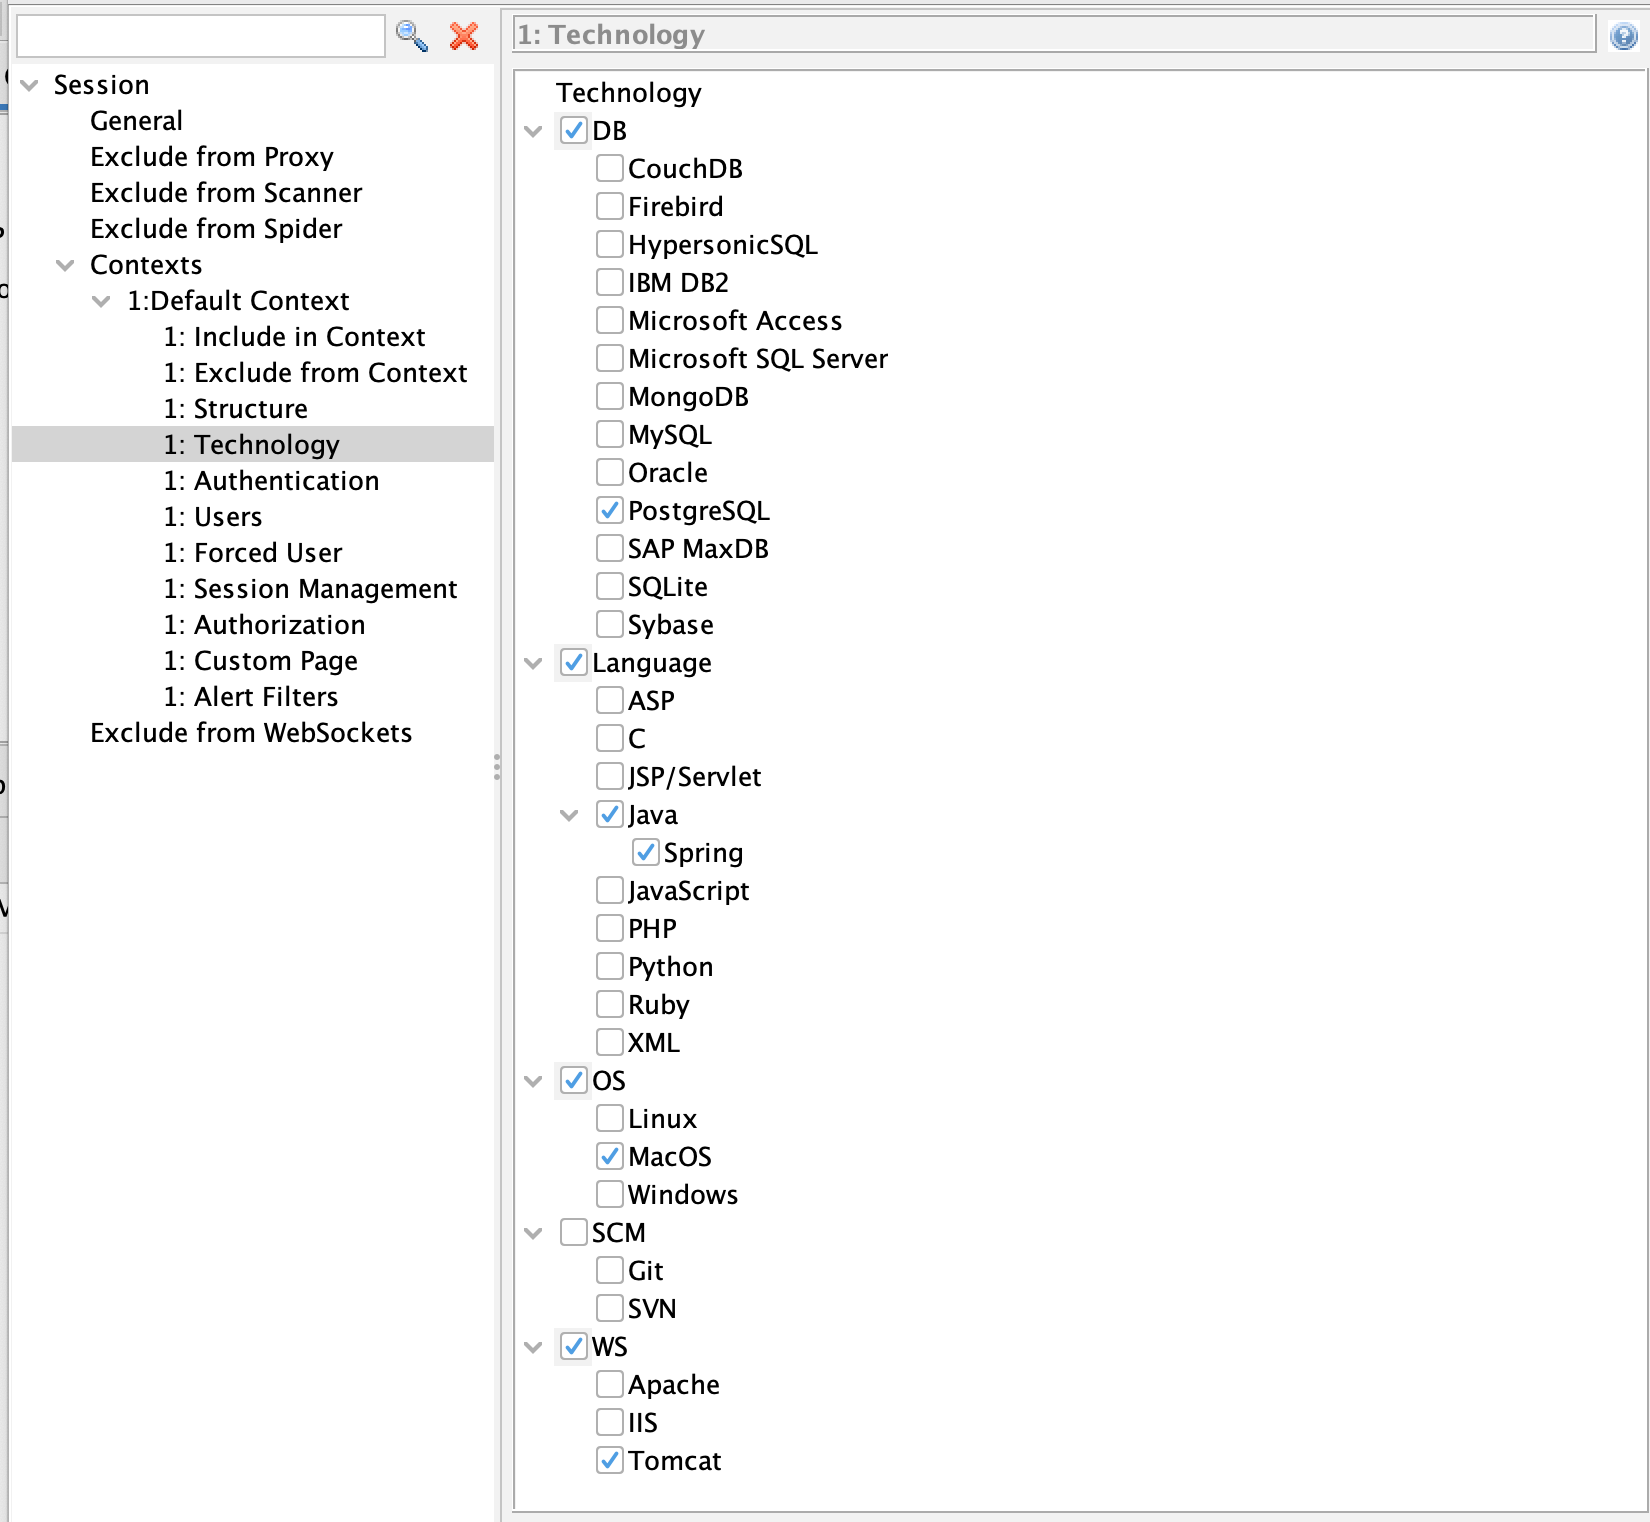 Session
General
Exclude from Proxy
Exclude from Scanner
Exclude from Spider
Contexts
1:Default Context
1: Include in Context
1: Exclude from Context
1: Structure
1: Technology
1: Authentication
1: Users
1: Forced User
1: Session Management
1: Authorization
1: Custom Page
1: Alert Filters
Exclude from WebSockets
1: Technology
Technology
DB
CouchDB
Firebird
HypersonicSQL
IBM DB2
Microsoft Access
Microsoft SQL Server
MongoDB
MySQL
Oracle
PostgreSQL
SAP MaxDB
SQLite
Sybase
Language
ASP
C
JSP/Servlet
Java
Spring
JavaScript
PHP
Python
Ruby
XML
OS
Linux
MacOS
Windows
SCM
Git
SVN
WS
Apache
IIS
Tomcat